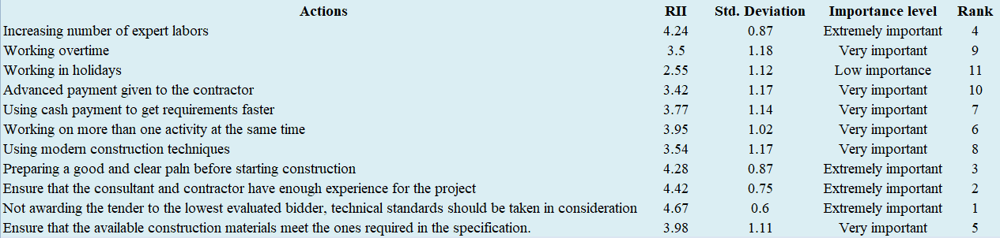 Actions RII Std. Deviation Importance level Rank
Increasing number of expert labors 4.24 0.87 Extremely important 4
Working overtime 3.5 1.18 Very important 9
Working in holidays 2.55 1.12 Low importance 11
Advanced payment given to the contractor 3.42 1.17 Very important 10
Using cash payment to get requirements faster 3.77 1.14 Very important 7
Working on more than one activity at the same time 3.95 1.02 Very important 6
Using modern construction techniques 3.54 1.17 Very important 8
Preparing a good and clear paln before starting construction 4.28 0.87 Extremely important 3
Ensure that the consultant and contractor have enough experience for the project 4.42 0.75 Extremely important 2
Not awarding the tender to the lowest evaluated bidder, technical standards should be taken in consideration 4.67 0.6 Extremely important 1
Ensure that the available construction materials meet the ones required in the specification. 3.98 1.11 Very important 5